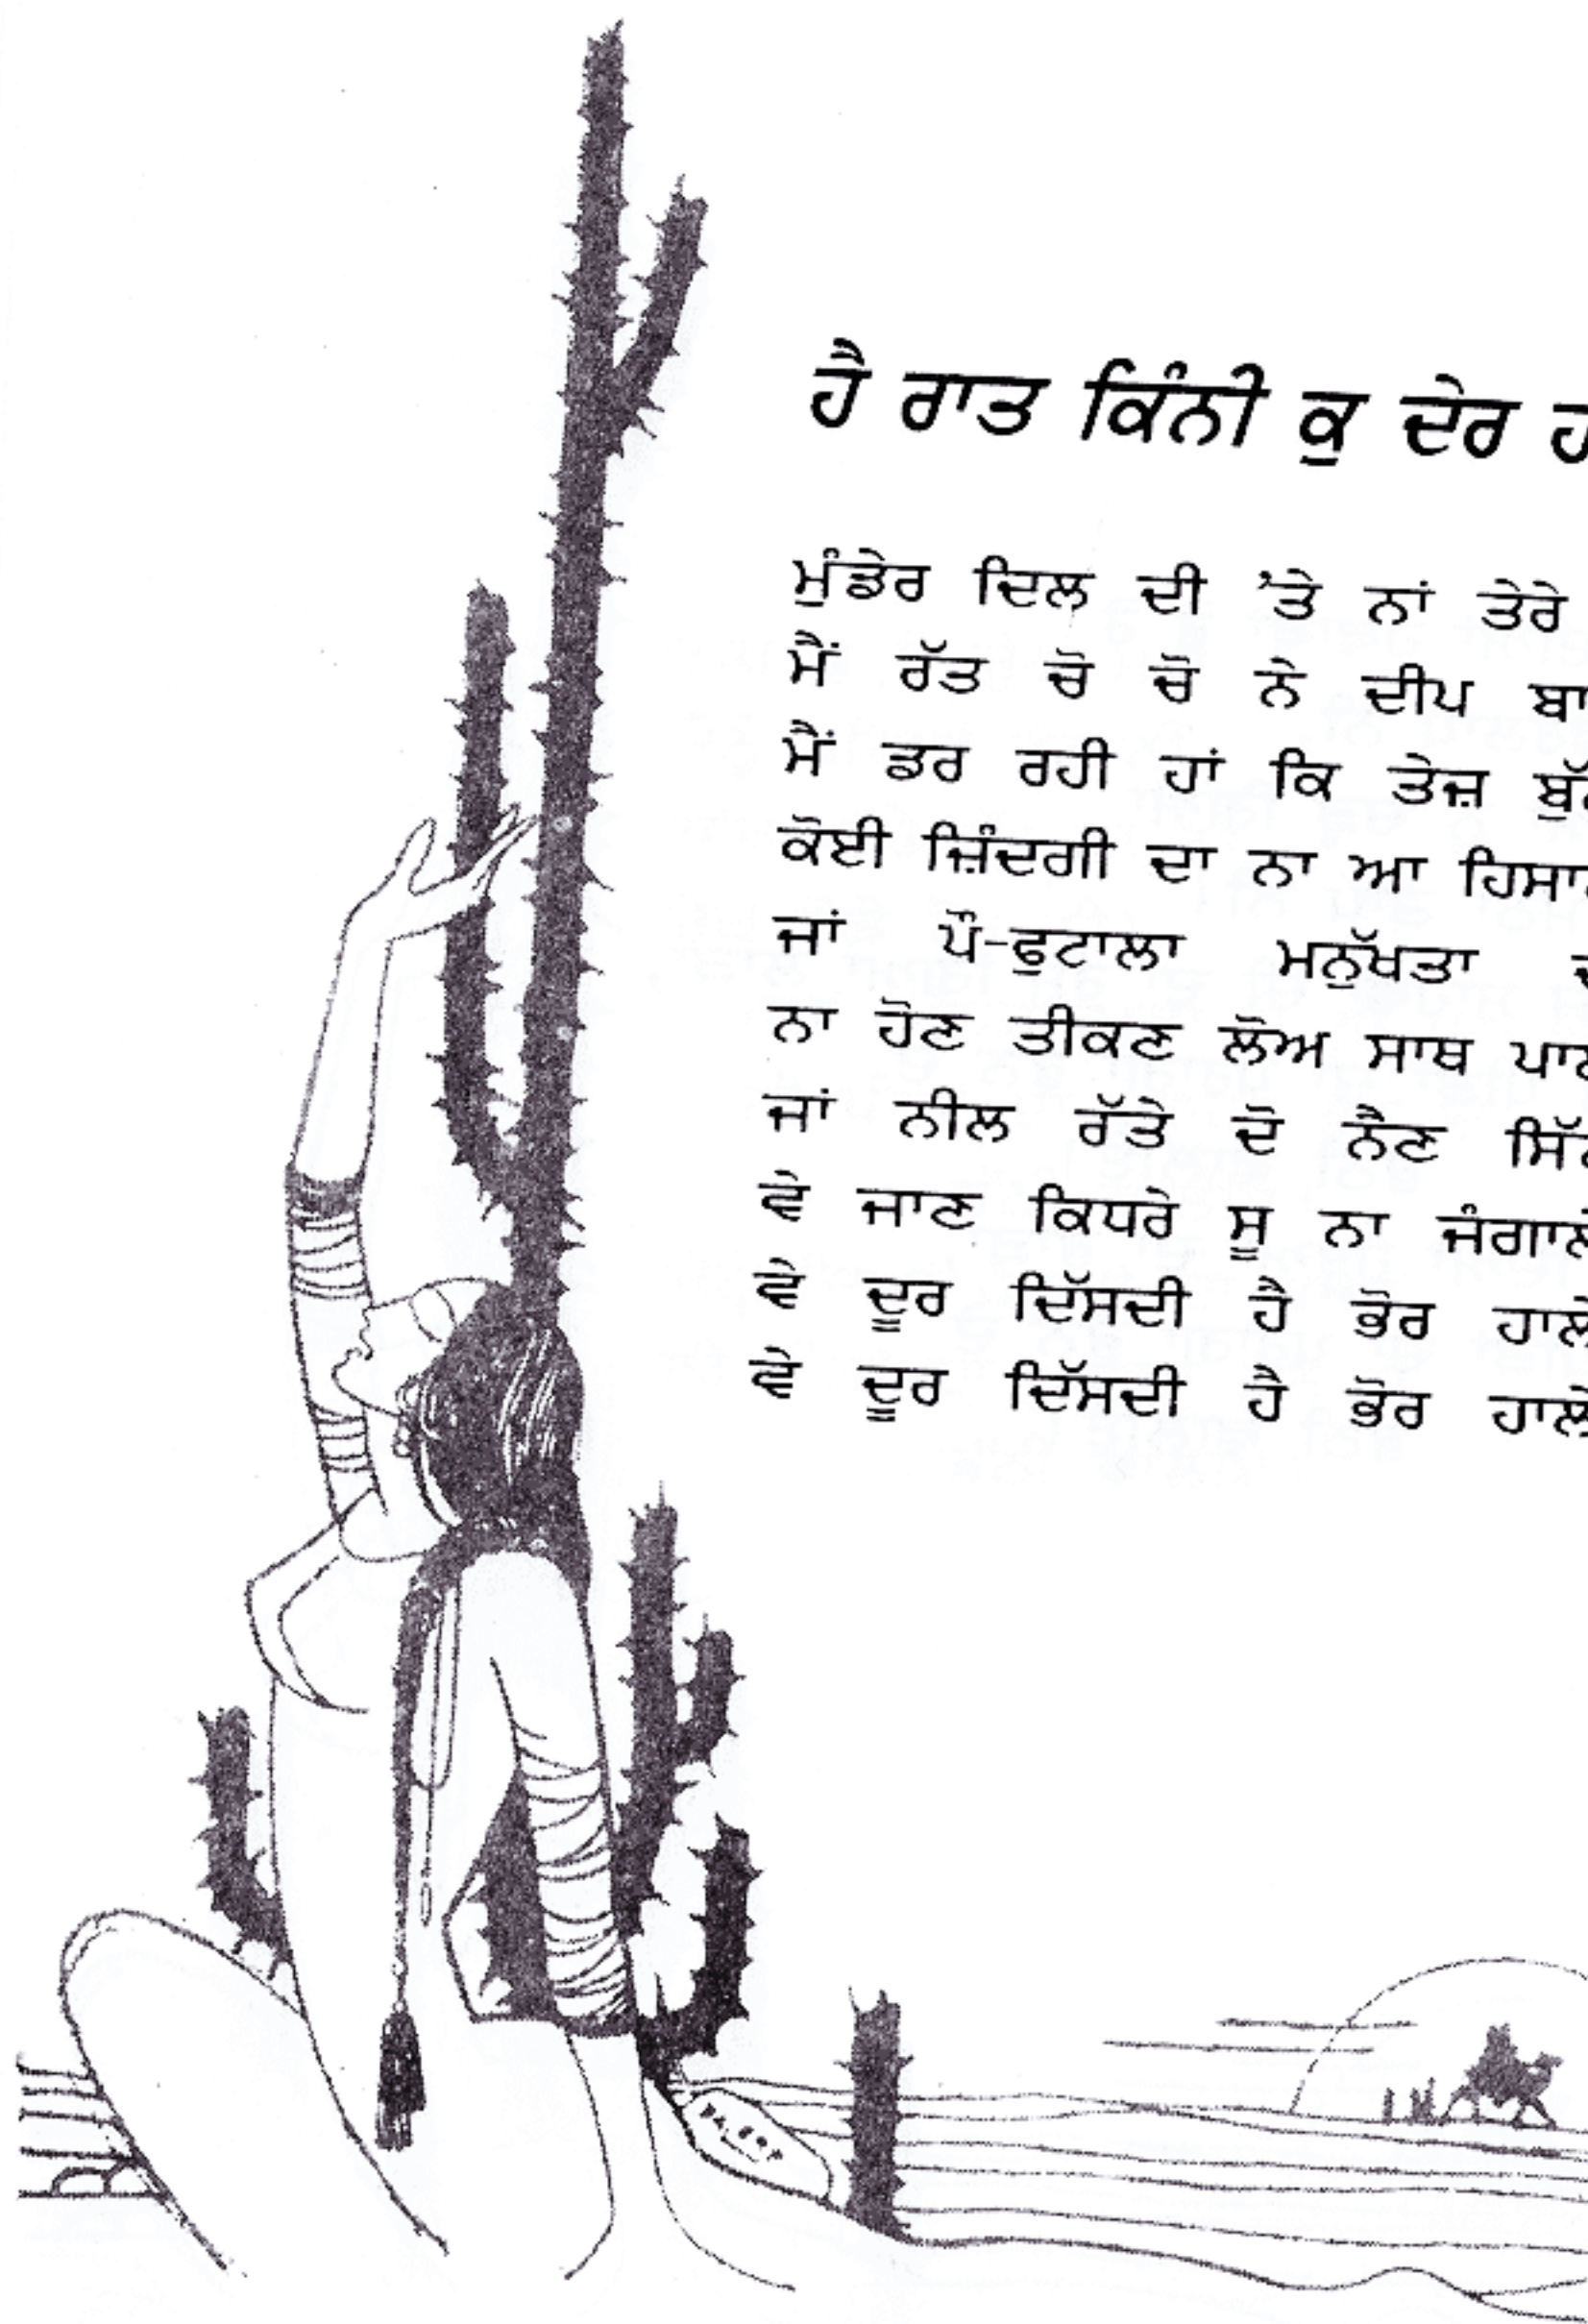 ਹੈ ਰਾਤ ਕਿੰਨੀ ਕੁ ਦੇਰ
ਮੁੰਡੇਰ ਦਿਲ ਦੀ ’ਤੇ ਨਾਂ ਤੇਰੇ
ਮੈਂ ਰੱਤ ਚੋ ਚੋ ਨੇ ਦੀਪ
ਮੈਂ ਡਰ ਰਹੀ ਹਾਂ ਕਿ ਤੇਜ਼
ਕੋਈ ਜ਼ਿੰਦਗੀ ਦਾ ਨਾ ਆ
ਜਾਂ ਪੌ-ਫੁਟਾਲਾ ਮਨੁੱਖਤਾ
ਨਾ ਹੋਣ ਤੀਕਣ ਲੋਅ ਸਾਥ
ਜਾਂ ਨੀਲ ਰੱਤੇ ਦੋ ਨੈਣ
ਵੇ ਜਾਣ ਕਿਧਰੇ ਸੂ ਨਾ
ਵੇ ਦੂਰ ਦਿੱਸਦੀ ਹੈ ਭੋਰ
ਵੇ ਦੂਰ ਦਿੱਸਦੀ ਹੈ ਭੋਰ